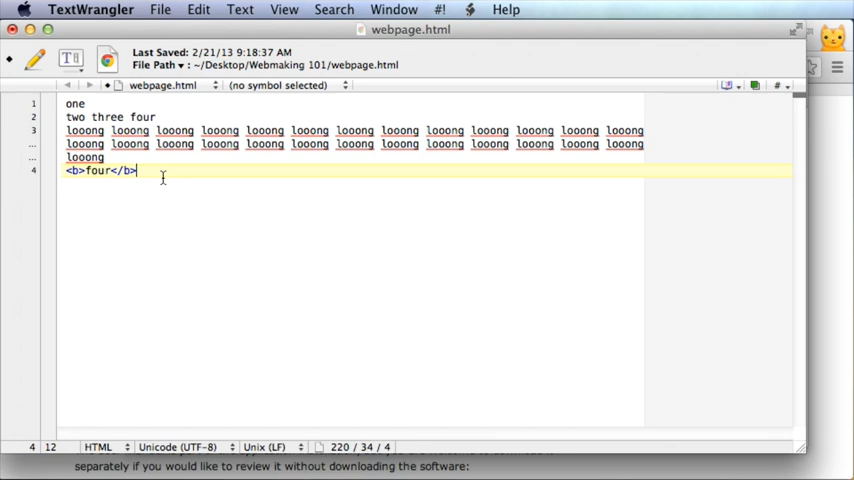 TextWrangler File Edit Text View Search Window #! Help
webpage.html
Last Saved: 2/21/13 9:18:37 AM
File Path ▾ : ~/Desktop/Webmaking 101/webpage.html
webpage.html (no symbol selected) #
1 one
2 two three four
3 looong looong looong looong looong looong looong looong looong looong looong looong looong
... looong looong looong looong looong looong looong looong looong looong looong looong looong
... looong
4 <b>four</b>
4 12 HTML Unicode (UTF-8) Unix (LF) 220 / 34 / 4
separately if you would like to review it without downloading the software: